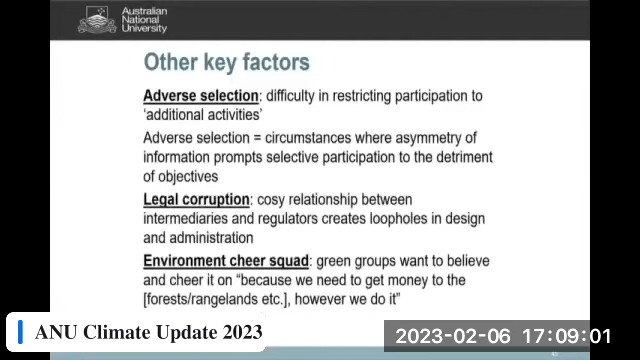 Australian
National
University
Other key factors
Adverse selection: difficulty in restricting participation to
'additional activities'
Adverse selection = circumstances where asymmetry of
information prompts selective participation to the detriment
of objectives
Legal corruption: cosy relationship between
intermediaries and regulators creates loopholes in design
and administration
Environment cheer squad: green groups want to believe
and cheer it on "because we need to get money to the
[forests/rangelands etc.], however we do it"
ANU Climate Update 2023
2023-02-06 17:09:01